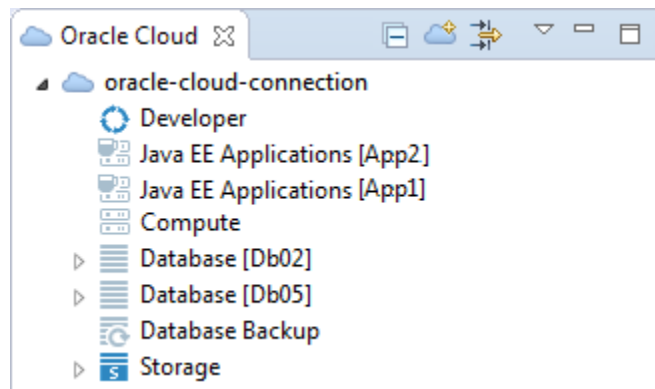 Oracle Cloud
oracle-cloud-connection
Developer
Java EE Applications [App2]
Java EE Applications [App1]
Compute
Database [Db02]
Database [Db05]
Database Backup
S Storage